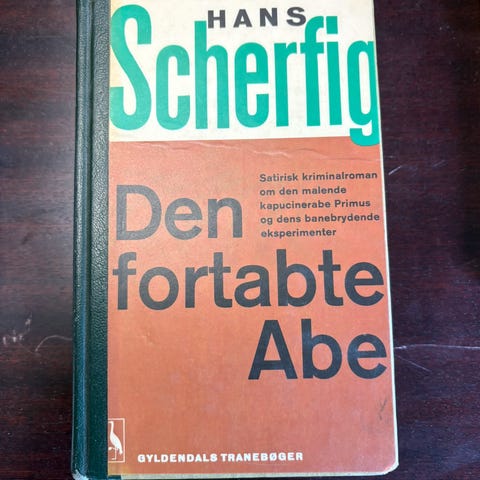 HANS
Scherfig
Satirisk kriminalroman
om den malende
kapucinerabe Primus
og dens banebrydende
eksperimenter
Den
fortabte
Abe
GYLDENDALS TRANEBØGER